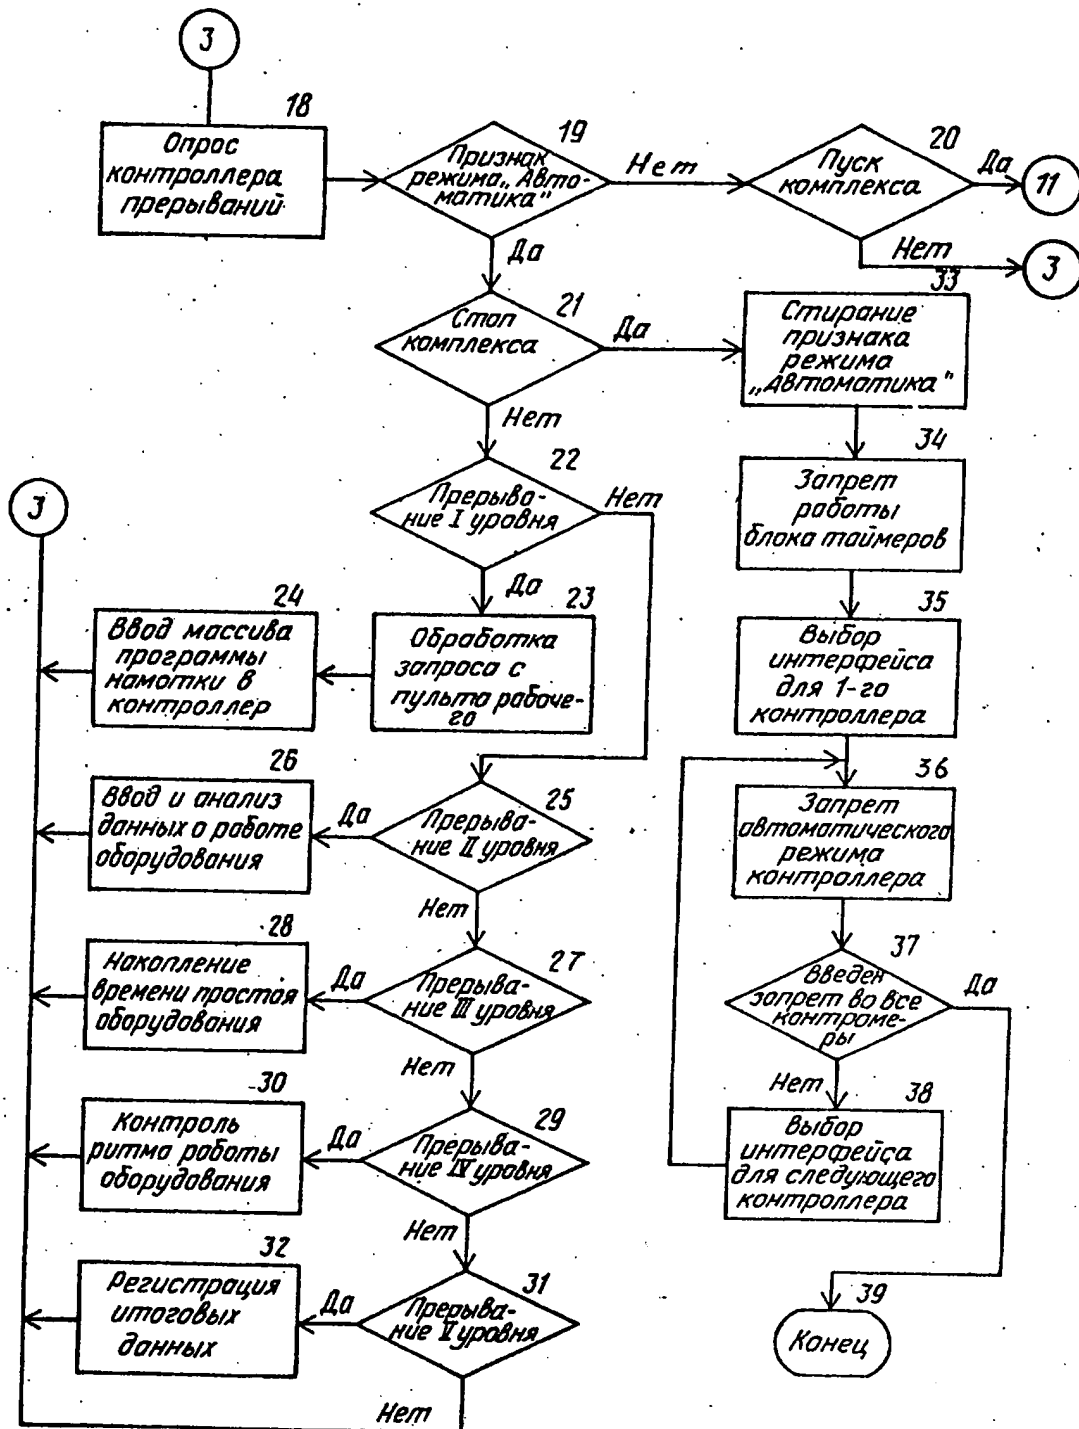 3
18
Опрос
контроллера
прерываний
19
Признак
режима „Авто-
матика"
Нет
20
Пуск
комплекса
Да
11
Нет
3
Да
21
Стоп
комплекса
Да
33
Стирание
признака
режима
„Автоматика"
Нет
22
Прерыва-
ние I уровня
Нет
34
Запрет
работы
блока таймеров
3
Да
23
Обработка
запроса с
пульта рабоче-
го
24
Ввод массива
программы
намотки в
контроллер
35
Выбор
интерфейса
для 1-го
контроллера
26
Ввод и анализ
данных о работе
оборудования
Да
25
Прерыва-
ние II уровня
36
Запрет
автоматического
режима
контроллера
Нет
28
Накопление
времени простоя
оборудования
Да
27
Прерыва-
ние III уровня
37
Введен
запрет во все
контромe-
ры
Да
Нет
Нет
30
Контроль
ритма работы
оборудования
Да
29
Прерыва-
ние IV уровня
38
Выбор
интерфейса
для следующего
контроллера
Нет
32
Регистрация
итоговых
данных
Да
31
Прерыва-
ние V уровня
39
Конец
Нет